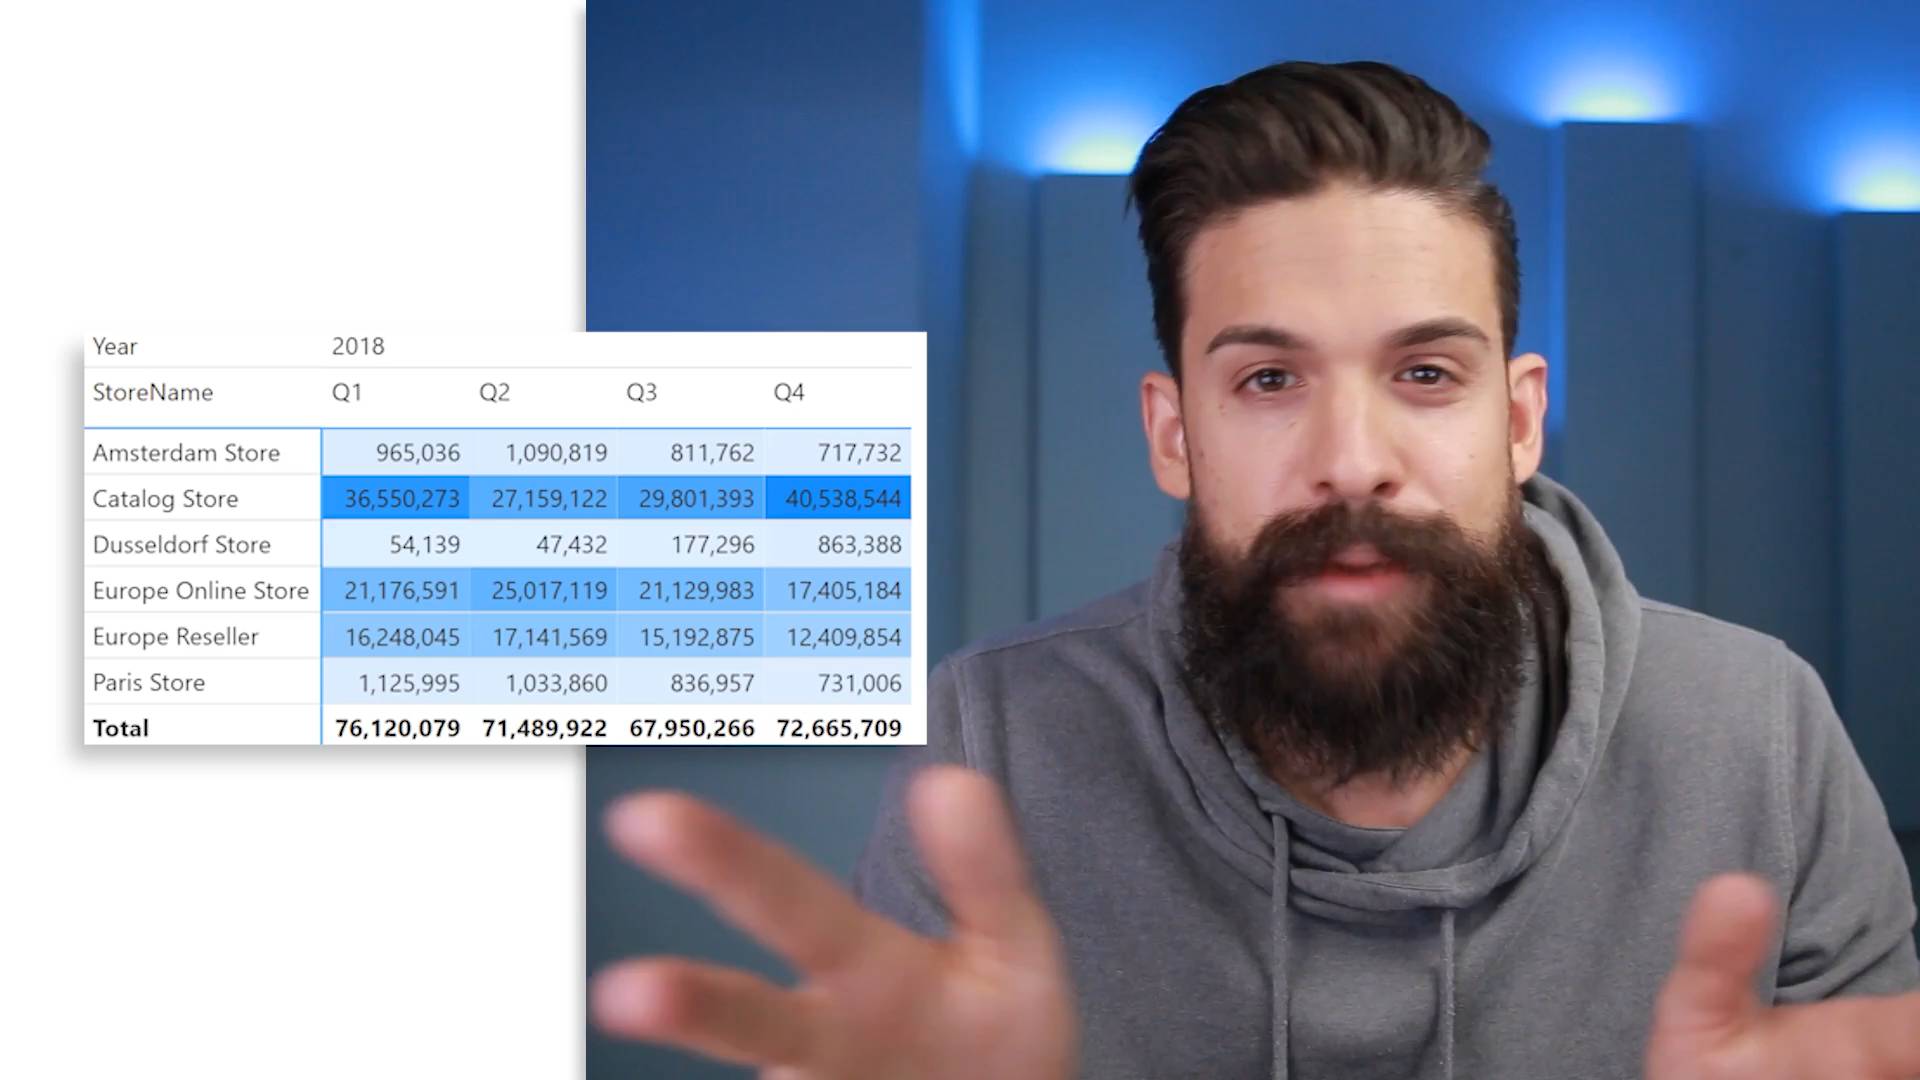 Year 2018
StoreName Q1 Q2 Q3 Q4
Amsterdam Store 965,036 1,090,819 811,762 717,732
Catalog Store 36,550,273 27,159,122 29,801,393 40,538,544
Dusseldorf Store 54,139 47,432 177,296 863,388
Europe Online Store 21,176,591 25,017,119 21,129,983 17,405,184
Europe Reseller 16,248,045 17,141,569 15,192,875 12,409,854
Paris Store 1,125,995 1,033,860 836,957 731,006
Total 76,120,079 71,489,922 67,950,266 72,665,709